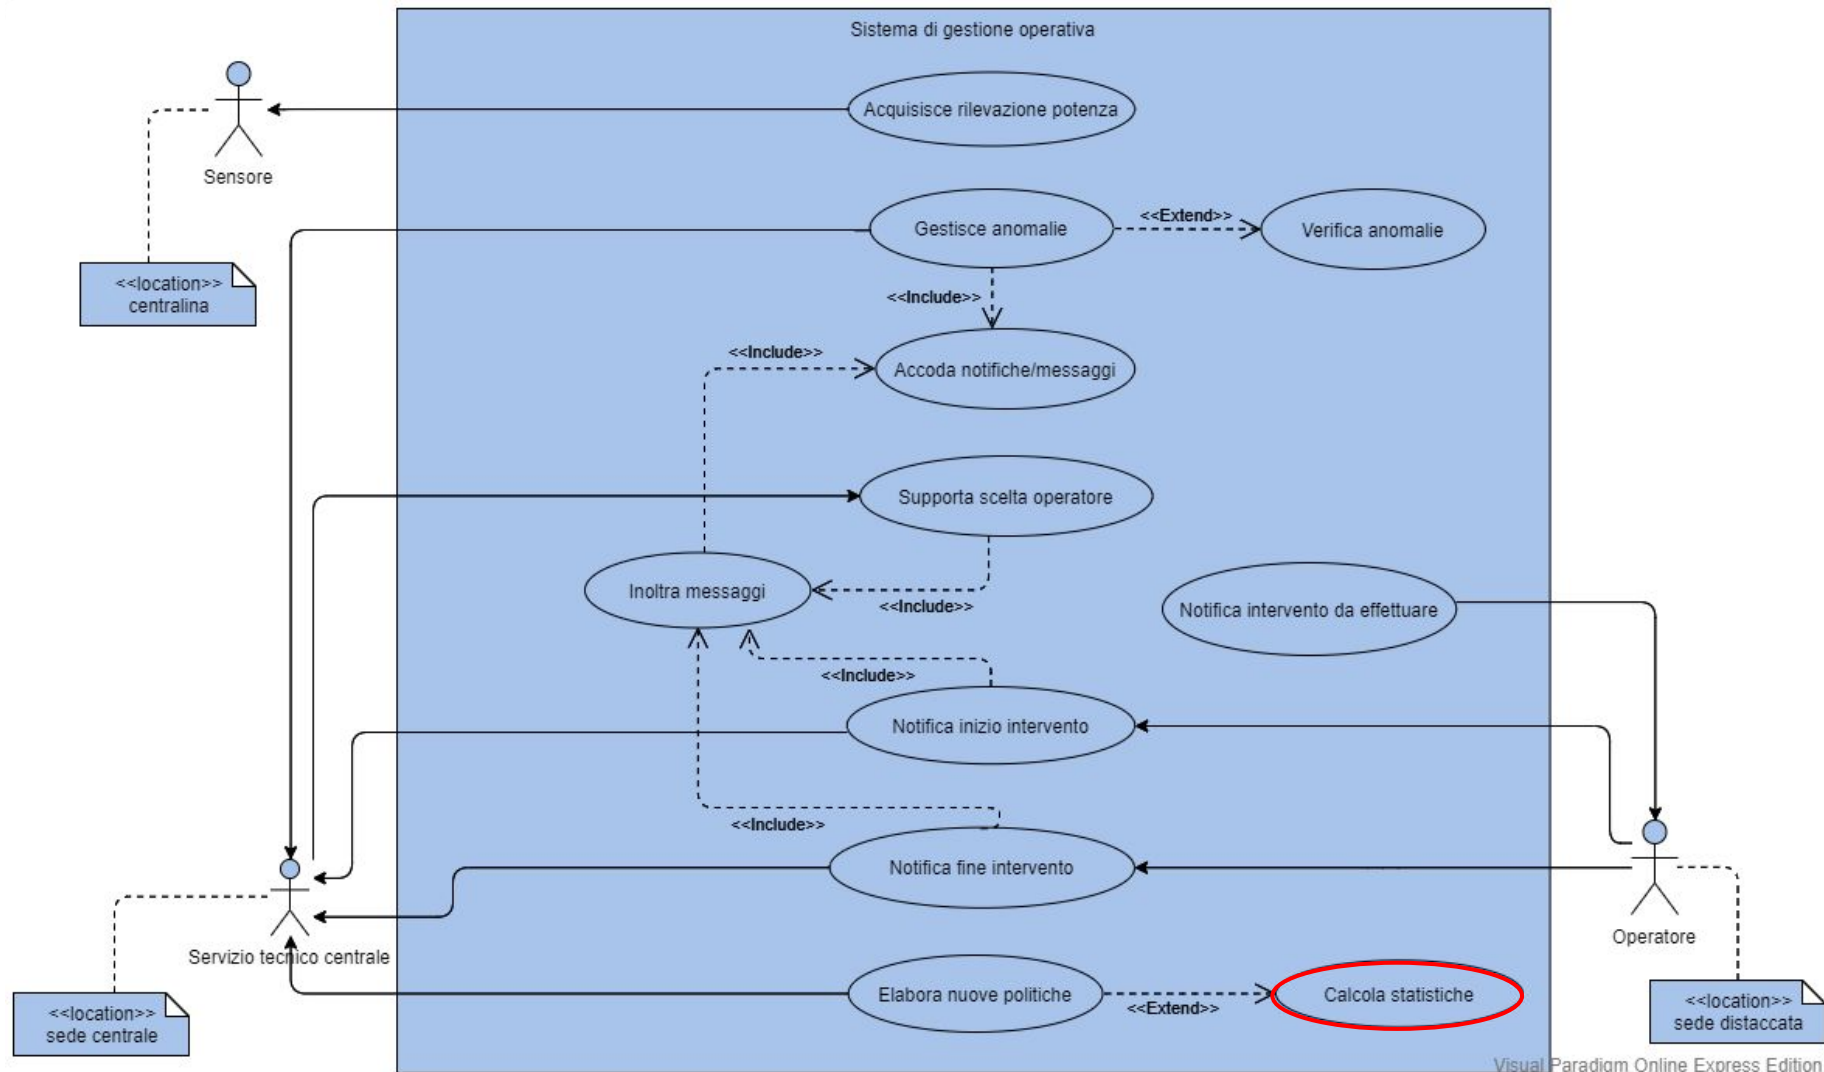 Sistema di gestione operativa
Acquisisce rilevazione potenza
Sensore
<<Extend>>
Gestisce anomalie
Verifica anomalie
<<location>>
centralina
<<Include>>
<<Include>>
Accoda notifiche/messaggi
Supporta scelta operatore
Inoltra messaggi
<<Include>>
Notifica intervento da effettuare
<<Include>>
Notifica inizio intervento
<<Include>>
Notifica fine intervento
Operatore
Servizio tecnico centrale
Elabora nuove politiche
<<Extend>>
Calcola statistiche
<<location>>
sede centrale
<<location>>
sede distaccata
Visual Paradigm Online Express Edition